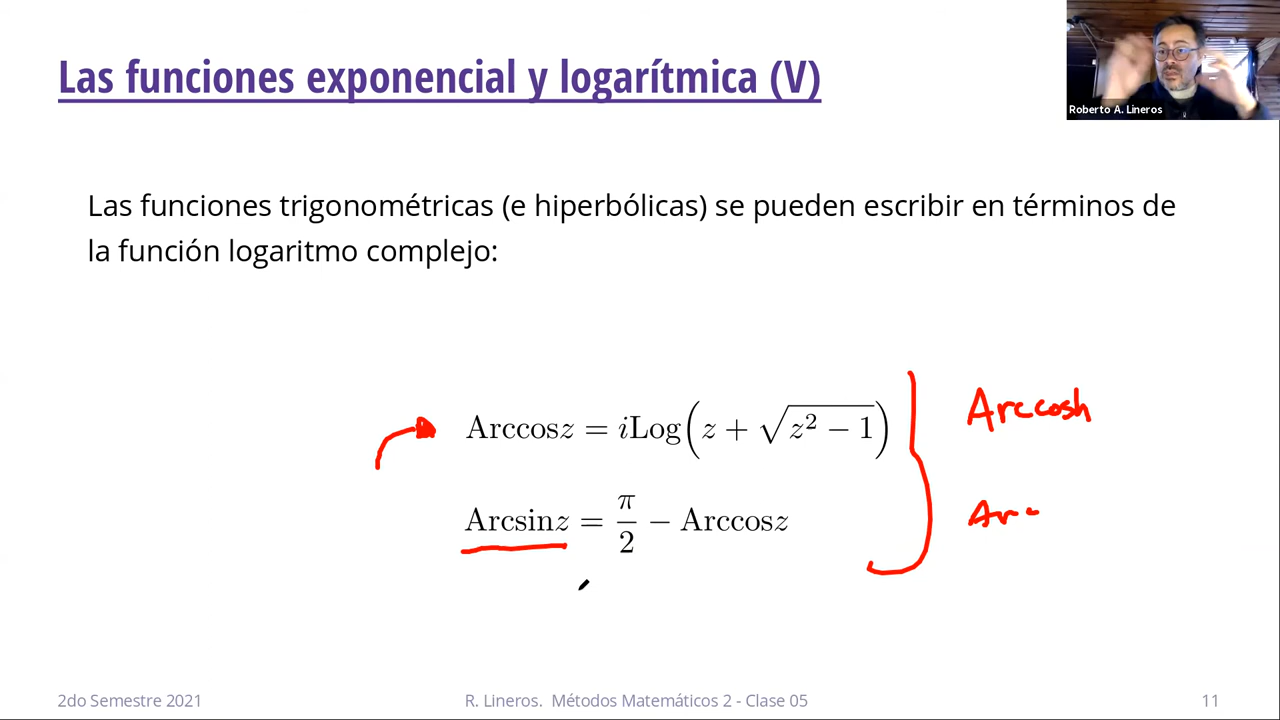 Las funciones exponencial y logarítmica (V)
Roberto A. Lineros
Las funciones trigonométricas (e hiperbólicas) se pueden escribir en términos de
la función logaritmo complejo:
Arccosz = iLog(z + √(z² − 1))
Arccosh
Arcsinz = π/2 − Arccosz
Arc
2do Semestre 2021
R. Lineros. Métodos Matemáticos 2 - Clase 05
11